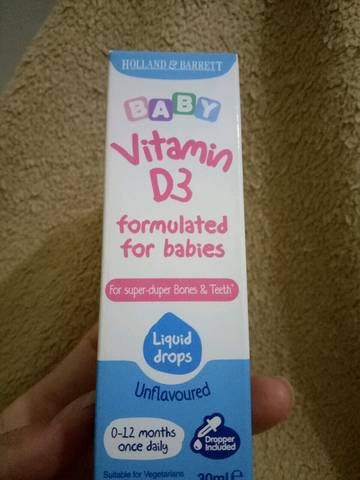 HOLLAND & BARRETT
BABY
Vitamin
D3
formulated
for babies
for super-duper Bones & Teeth*
Liquid
drops
Unflavoured
0-12 months
once daily
Dropper
Included
Suitable for Vegetarians
30ml e